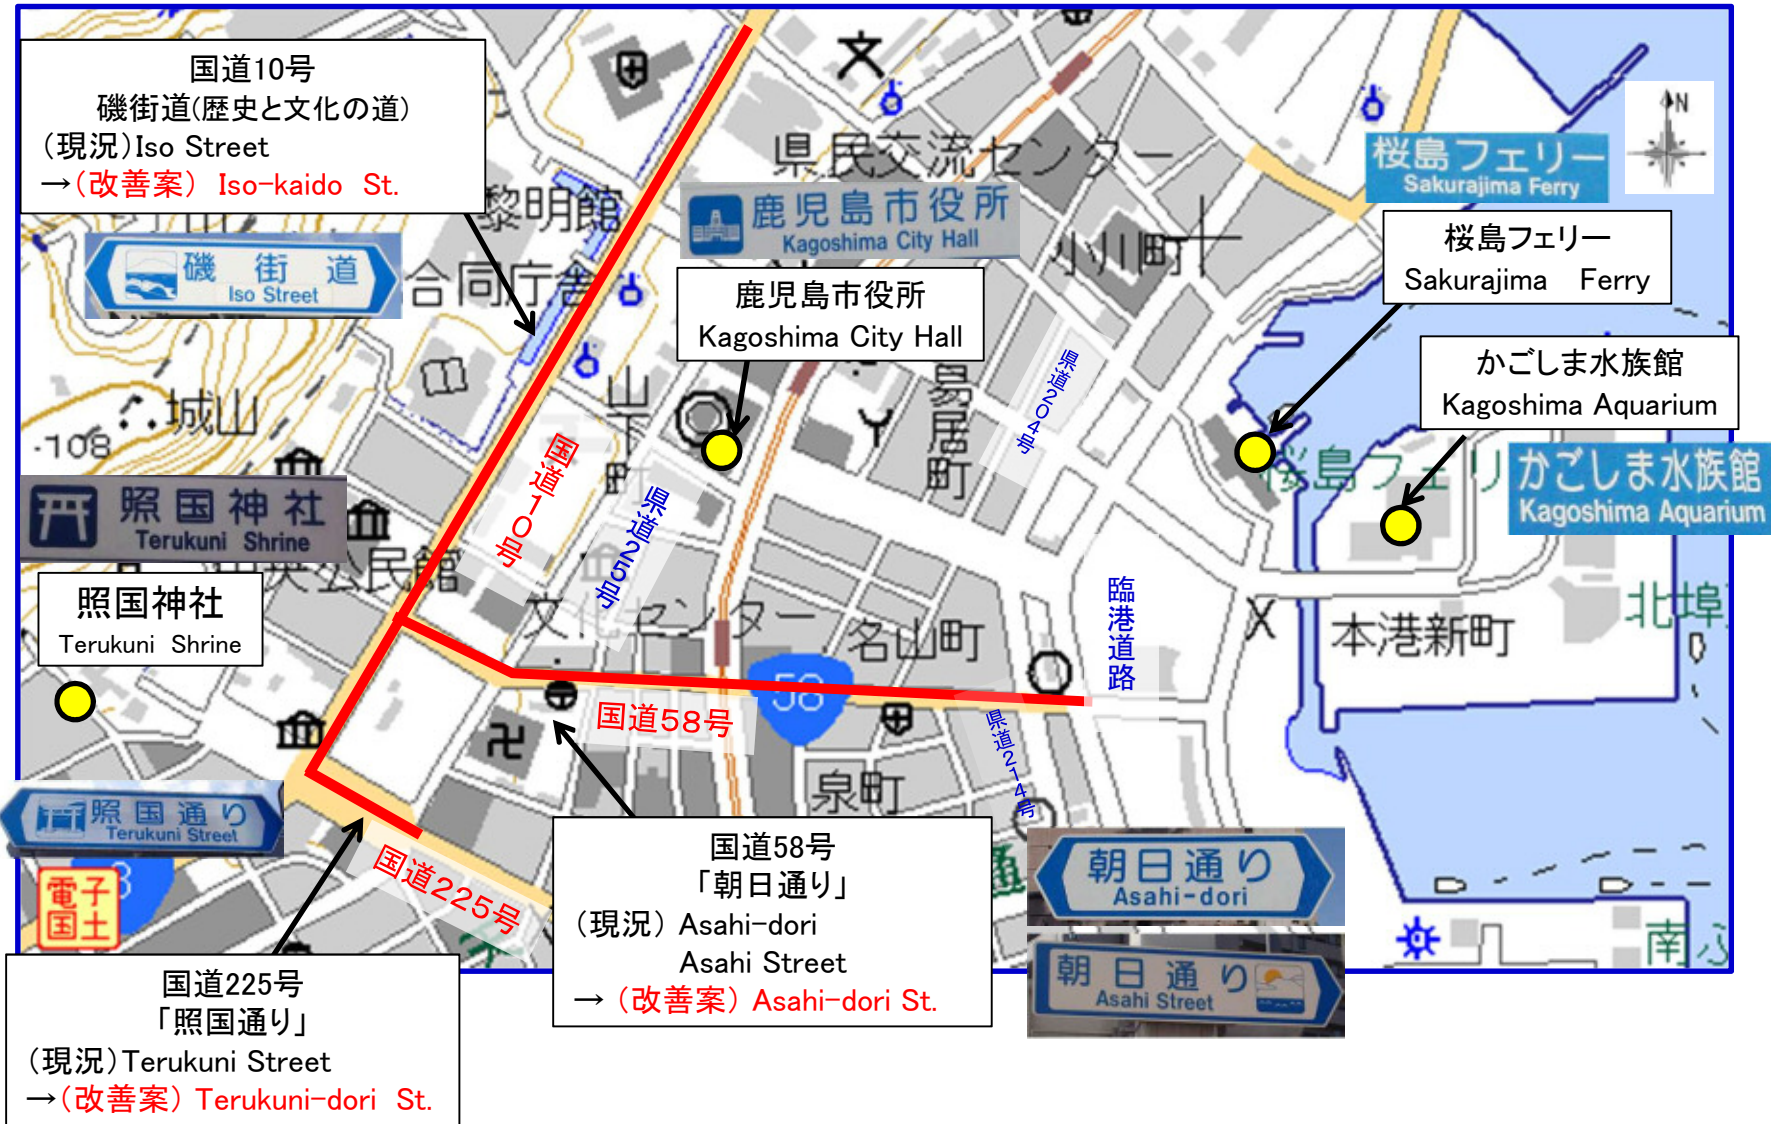 国道10号
磯街道(歴史と文化の道)
(現況)Iso Street
→(改善案) Iso-kaido St.
磯街道
Iso Street
黎明館
合同庁舎
県民交流センター
鹿児島市役所
Kagoshima City Hall
鹿児島市役所
Kagoshima City Hall
小川町
N
桜島フェリー
Sakurajima Ferry
桜島フェリー
Sakurajima Ferry
かごしま水族館
Kagoshima Aquarium
かごしま水族館
Kagoshima Aquarium
桜島フェリ
城山
・108
山下町
易居町
県道204号
国道10号
県道25号
照国神社
Terukuni Shrine
照国神社
Terukuni Shrine
公民館
文化センター
名山町
臨港道路
本港新町
北埠
58
国道58号
県道214号
泉町
照国通り
Terukuni Street
国道225号
電子
国土
3
国道225号
「照国通り」
(現況)Terukuni Street
→(改善案) Terukuni-dori St.
国道58号
「朝日通り」
(現況) Asahi-dori
Asahi Street
→ (改善案) Asahi-dori St.
朝日通り
Asahi-dori
朝日通り
Asahi Street
通
南ふ